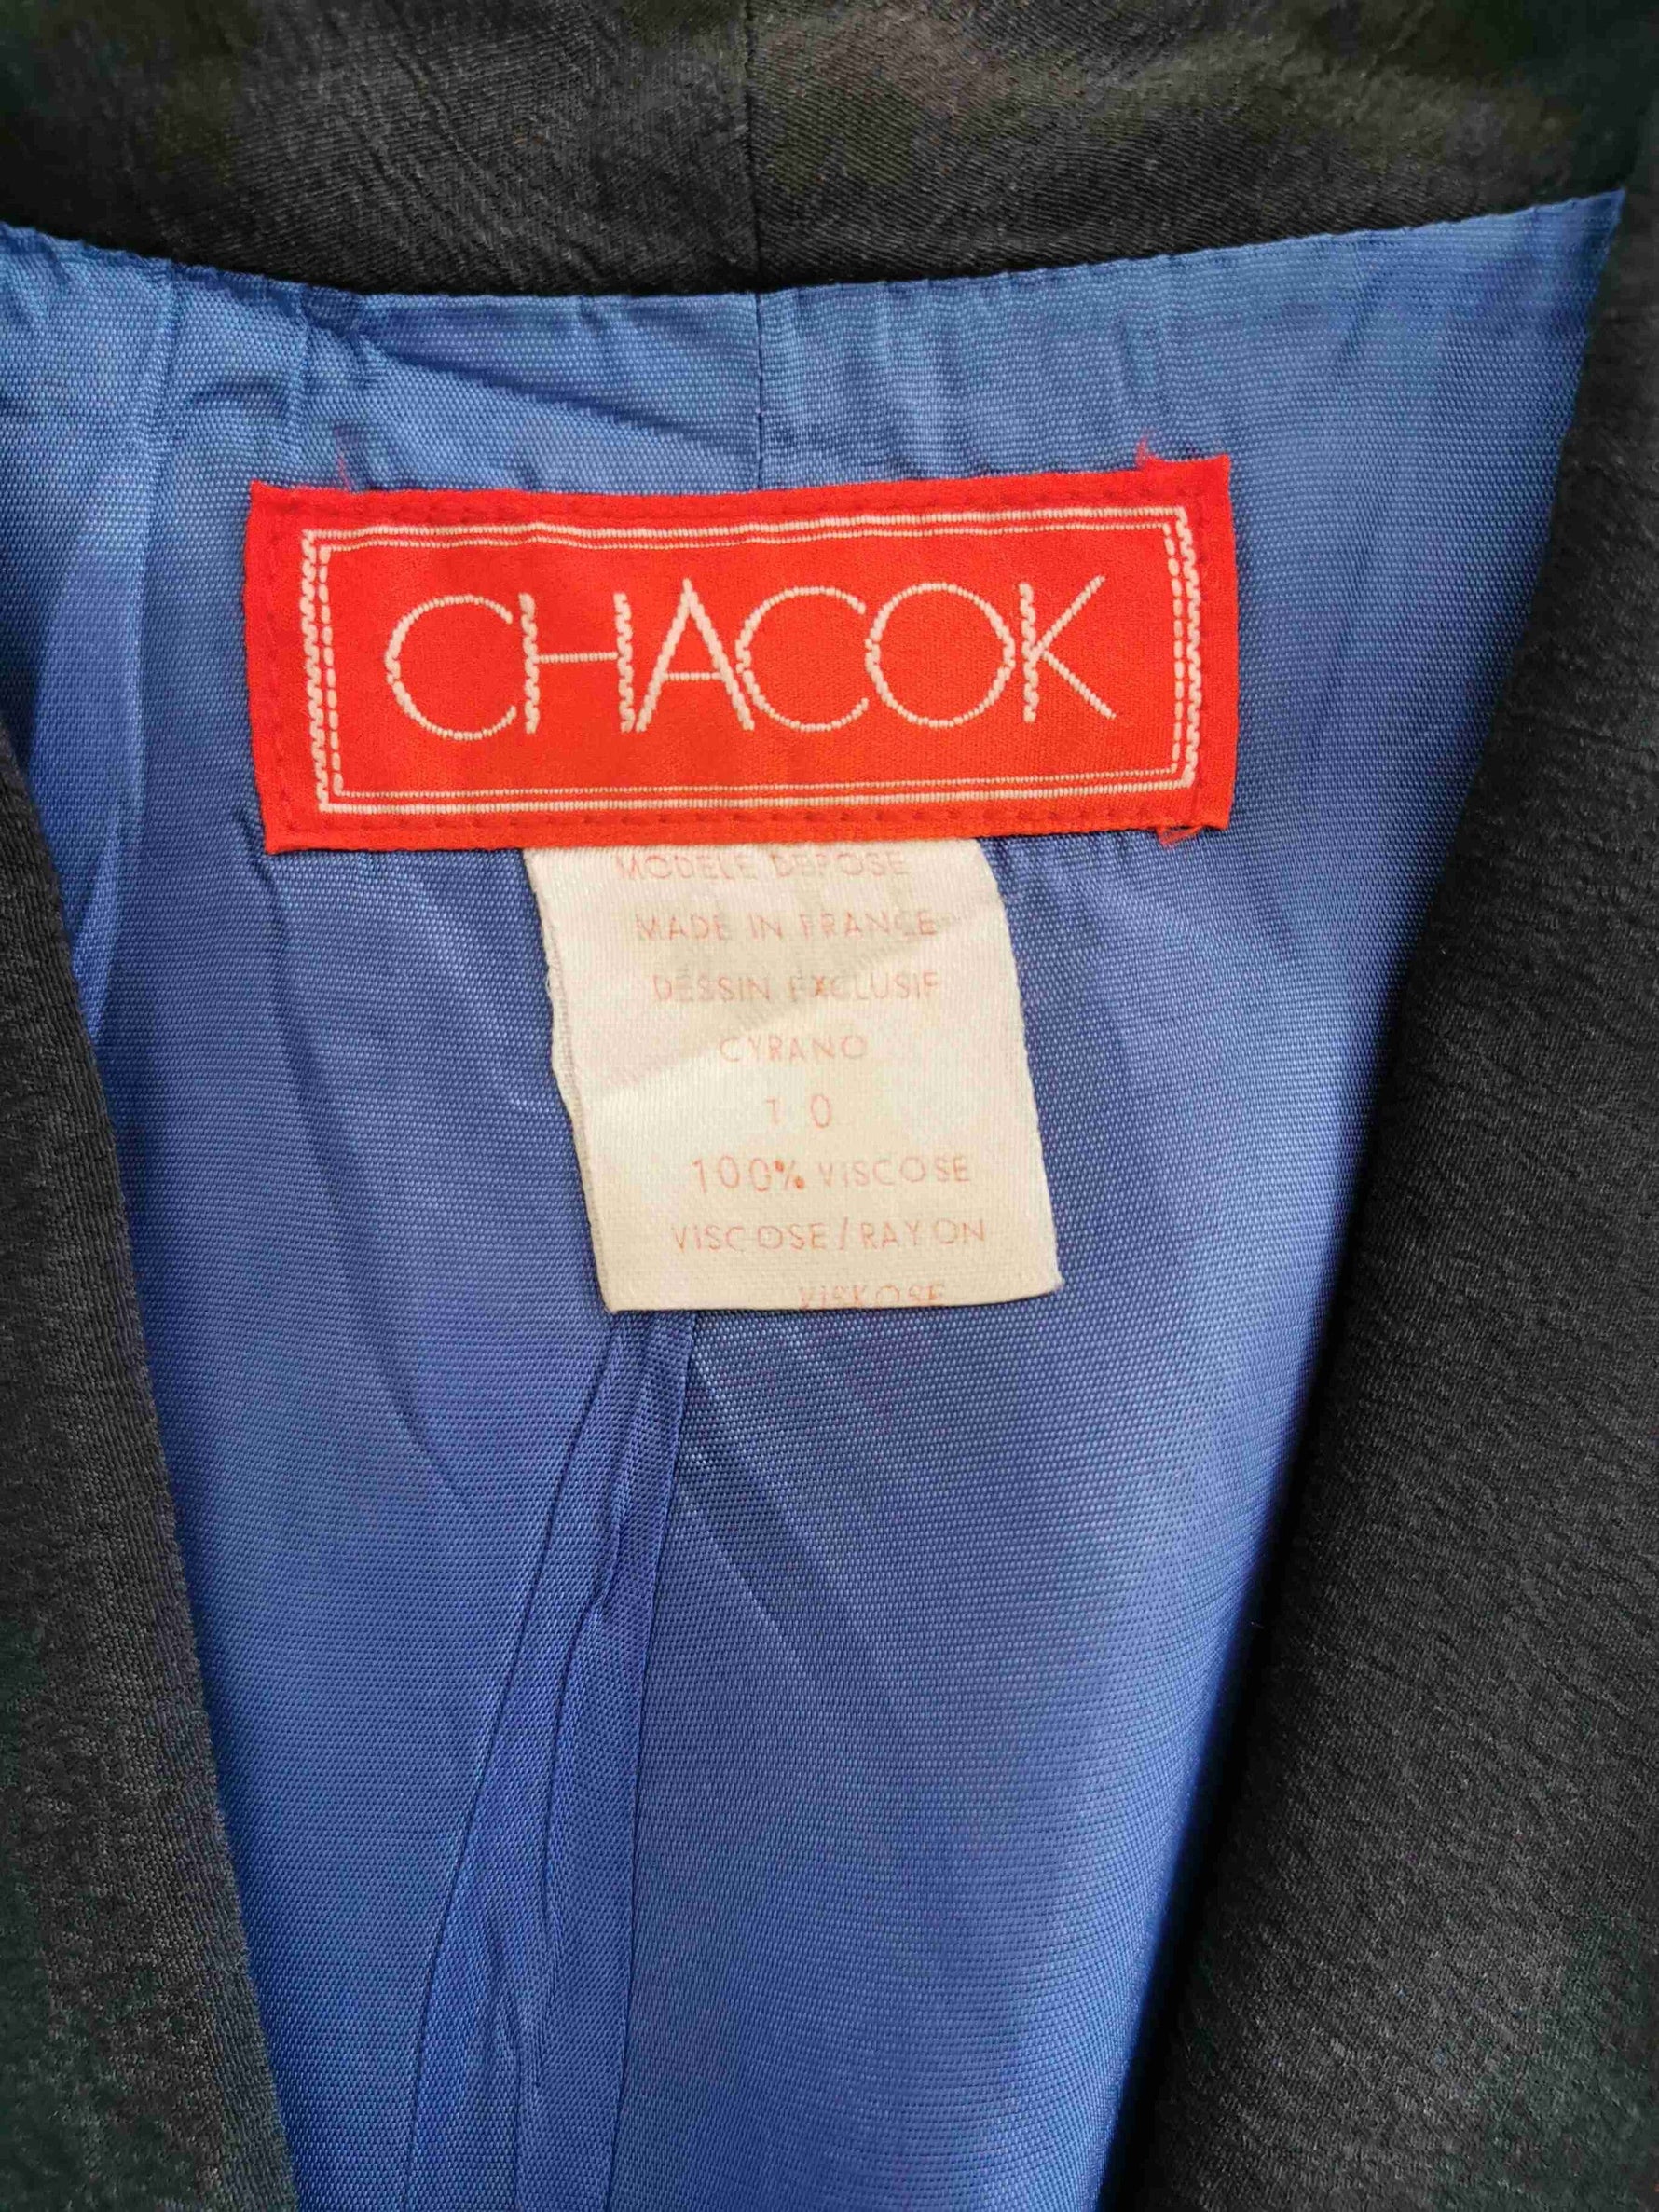 CHACOK
MODELE DEPOSE
MADE IN FRANCE
DESSIN EXCLUSIF
CYRANO
10
100% VISCOSE
VISCOSE/RAYON
VISKOSE